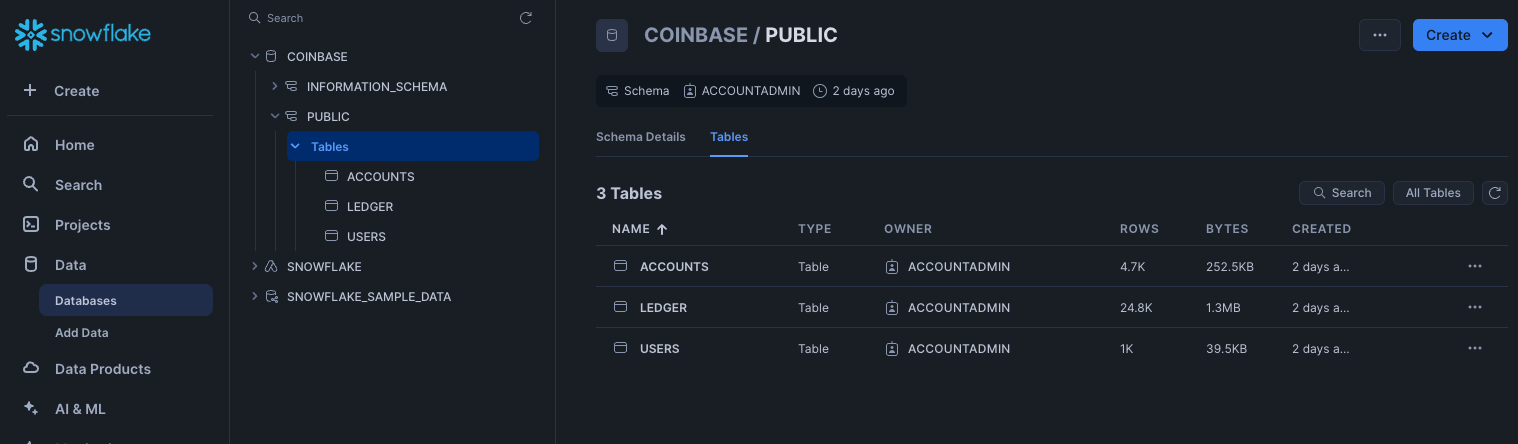 snowflake
Create
Home
Search
Projects
Data
Databases
Add Data
Data Products
AI & ML
Search
COINBASE
INFORMATION_SCHEMA
PUBLIC
Tables
ACCOUNTS
LEDGER
USERS
SNOWFLAKE
SNOWFLAKE_SAMPLE_DATA
COINBASE / PUBLIC
... Create
Schema ACCOUNTADMIN 2 days ago
Schema Details Tables
3 Tables Search All Tables
NAME TYPE OWNER ROWS BYTES CREATED
ACCOUNTS Table ACCOUNTADMIN 4.7K 252.5KB 2 days a... ...
LEDGER Table ACCOUNTADMIN 24.8K 1.3MB 2 days a... ...
USERS Table ACCOUNTADMIN 1K 39.5KB 2 days a... ...